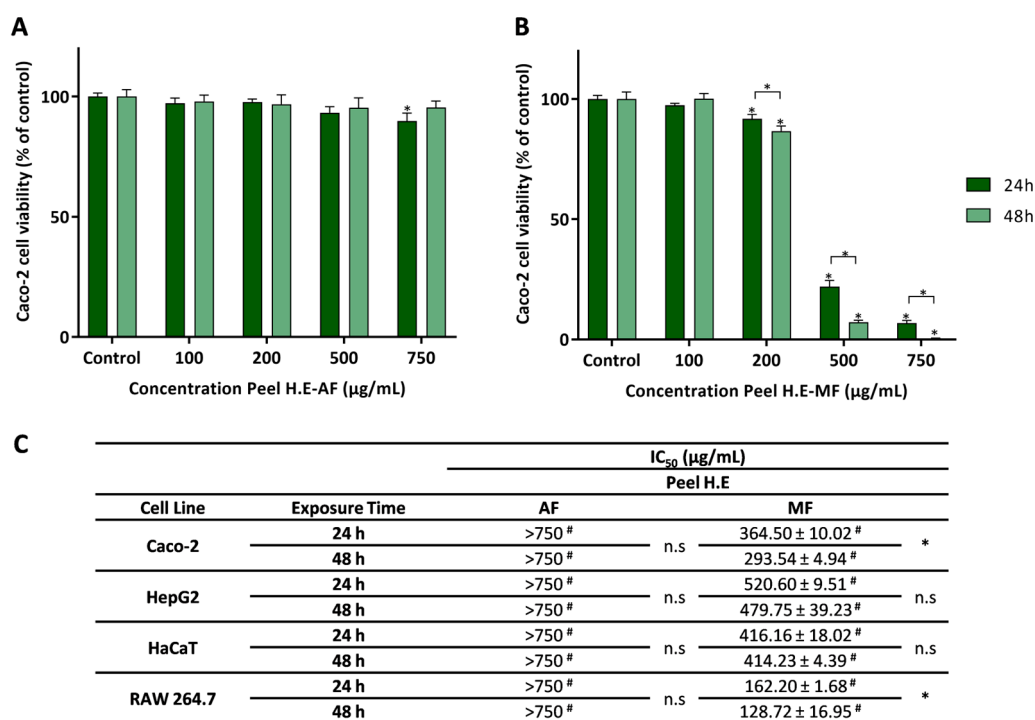 A
Caco-2 cell viability (% of control)
100
50
0
*
Control 100 200 500 750
Concentration Peel H.E-AF (µg/mL)
B
Caco-2 cell viability (% of control)
100
50
0
* * *
* * *
* * *
Control 100 200 500 750
Concentration Peel H.E-MF (µg/mL)
24h
48h
C
IC50 (µg/mL)
Peel H.E
Cell Line Exposure Time AF MF
Caco-2 24 h >750 # n.s 364.50 ± 10.02 # *
48 h >750 # 293.54 ± 4.94 #
HepG2 24 h >750 # n.s 520.60 ± 9.51 # n.s
48 h >750 # 479.75 ± 39.23 #
HaCaT 24 h >750 # n.s 416.16 ± 18.02 # n.s
48 h >750 # 414.23 ± 4.39 #
RAW 264.7 24 h >750 # n.s 162.20 ± 1.68 # *
48 h >750 # 128.72 ± 16.95 #